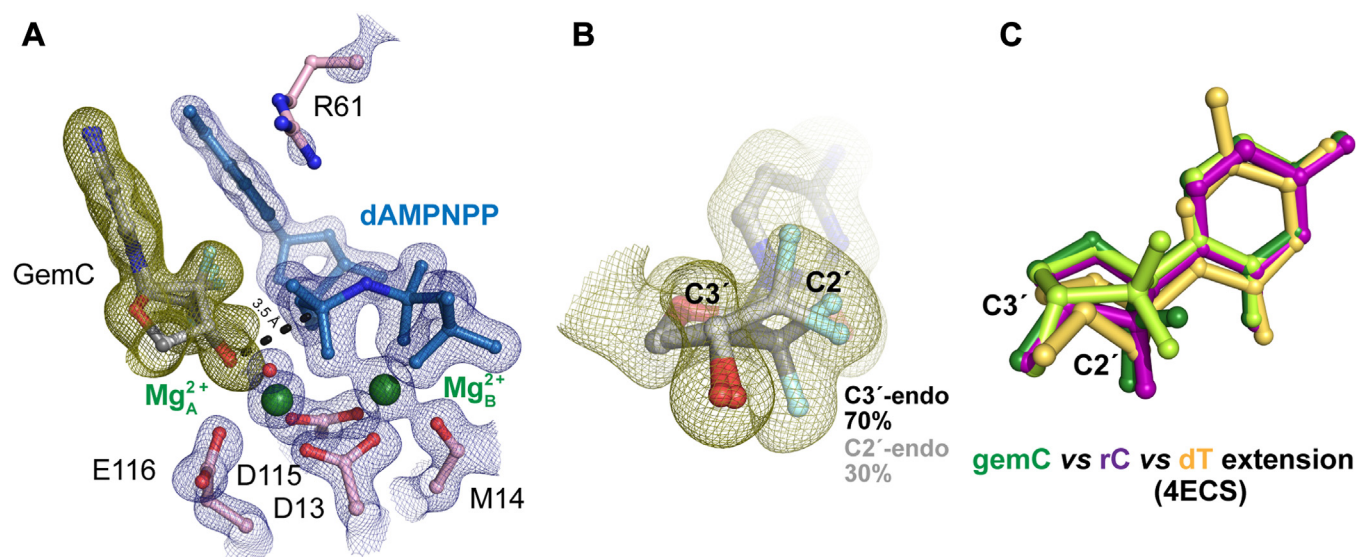 A
R61
dAMPNPP
GemC
3.5 Å
Mg²⁺A
Mg²⁺B
E116
D115
D13
M14
B
C3´
C2´
C3´-endo
70%
C2´-endo
30%
C
C3´
C2´
gemC vs rC vs dT extension
(4ECS)